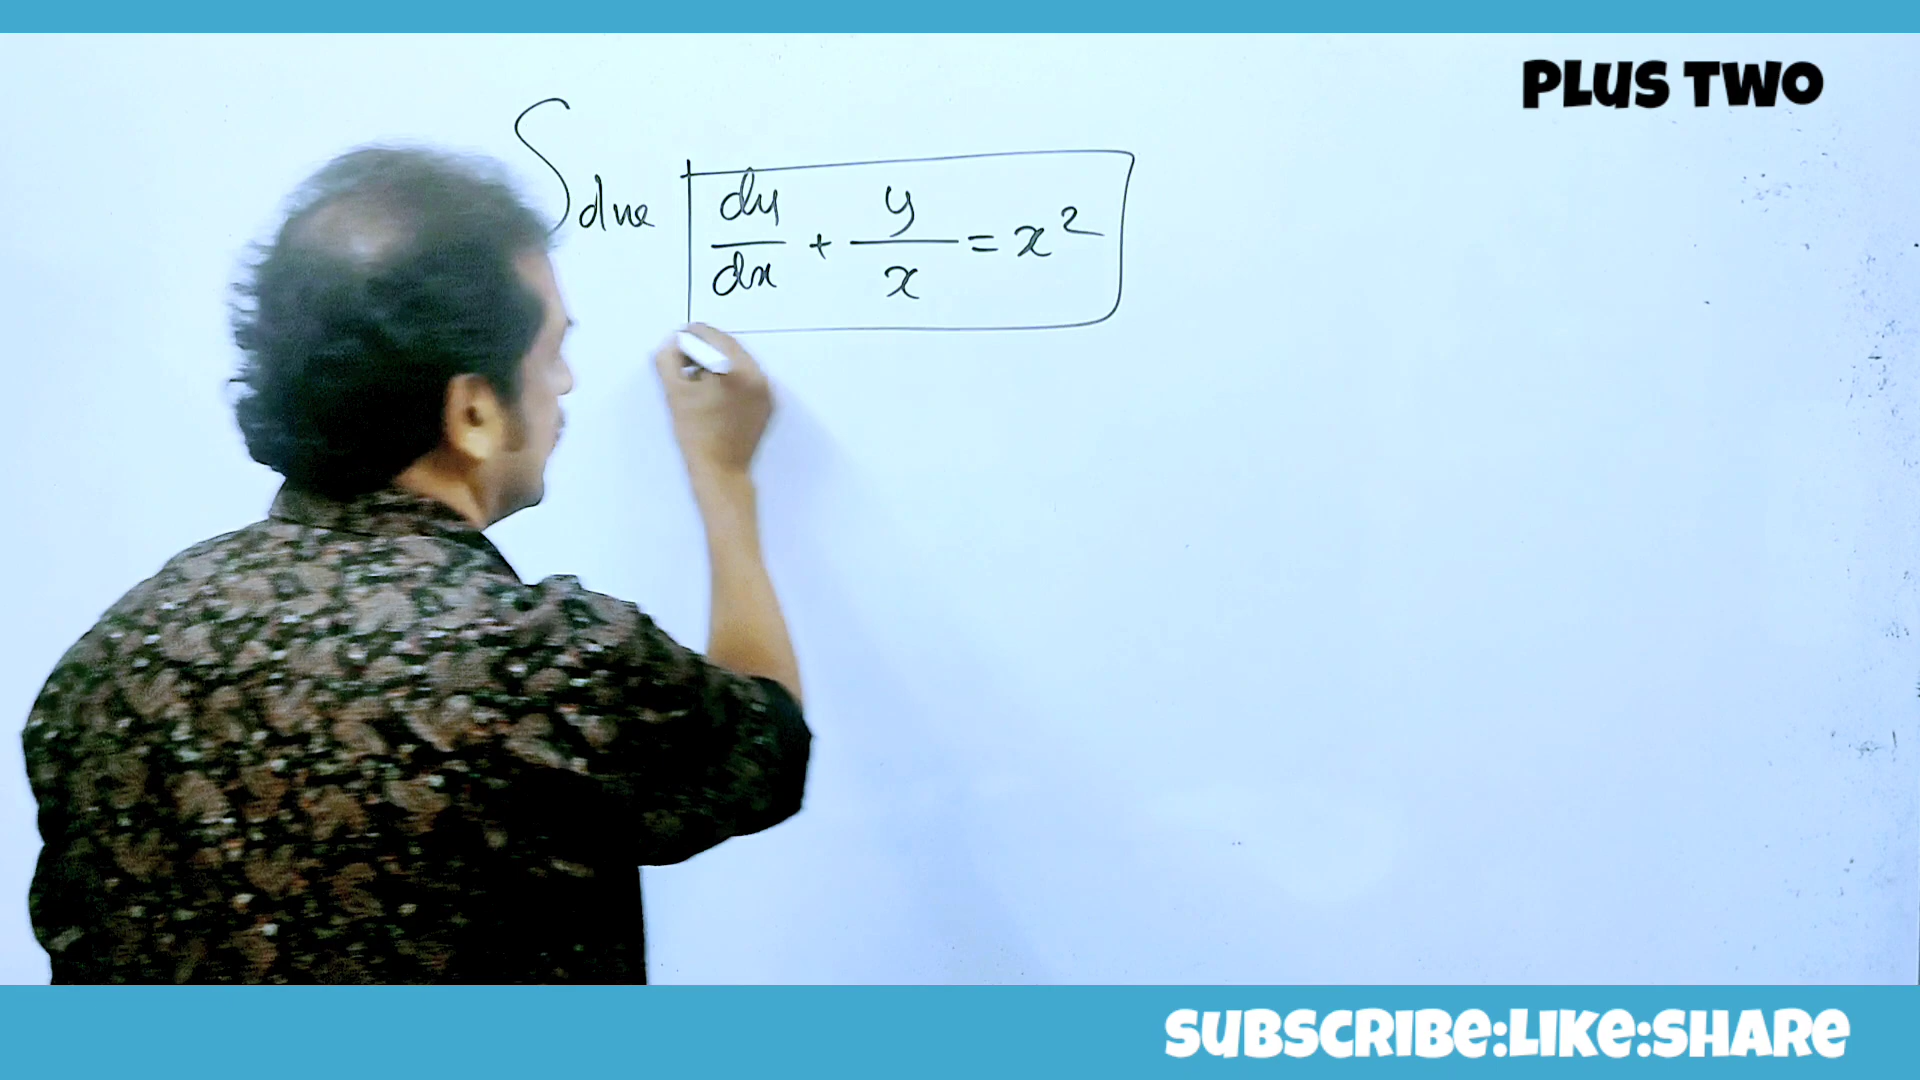 PLUS TWO
Solve dy/dx + y/x = x²
SUBSCRIBE:LIKE:SHARE